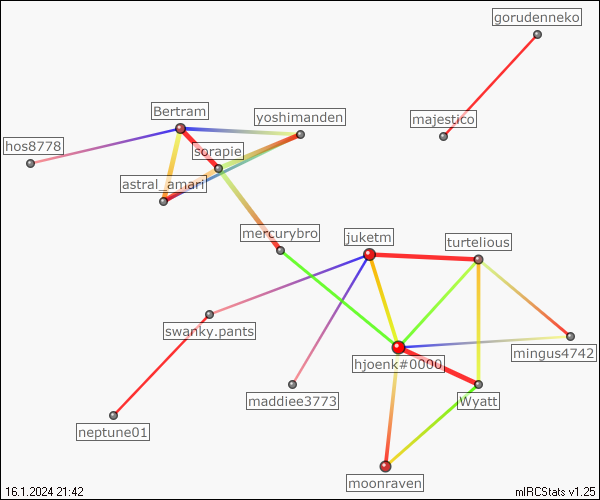 gorudenneko
Bertram
yoshimanden
majestico
hos8778
sorapie
astral_amari
mercurybro
juketm
turtelious
swanky.pants
mingus4742
hjoenk#0000
maddiee3773
Wyatt
neptune01
moonraven
16.1.2024 21:42
mIRCStats v1.25